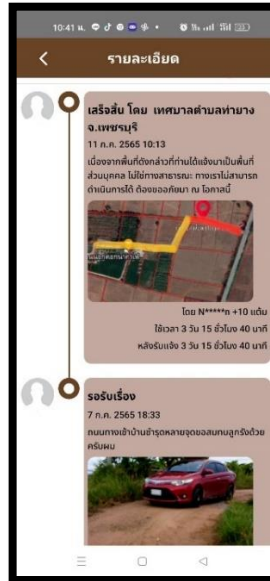 10:41 น.
รายละเอียด
เสร็จสิ้น โดย เทศบาลตำบลท่ายาง
จ.เพชรบุรี
11 ก.ค. 2565 10:13
เนื่องจากพื้นที่ดังกล่าวที่ท่านได้แจ้งมาเป็นพื้นที่
ส่วนบุคคล ไม่ใช่ทางสาธารณะ ทางเราไม่สามารถ
ดำเนินการได้ ต้องขออภัยมา ณ โอกาสนี้
โดย N*****ก +10 แต้ม
ใช้เวลา 3 วัน 15 ชั่วโมง 40 นาที
หลังรับแจ้ง 3 วัน 15 ชั่วโมง 40 นาที
รอรับเรื่อง
7 ก.ค. 2565 18:33
ถนนทางเข้าบ้านชำรุดหลายจุดขอสมทบลูกรังด้วย
ครับผม